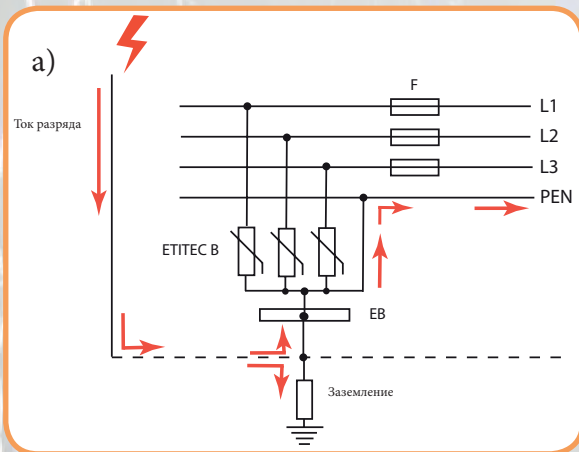 а)
Ток разряда
F
L1
L2
L3
PEN
ETITEC B
EB
Заземление